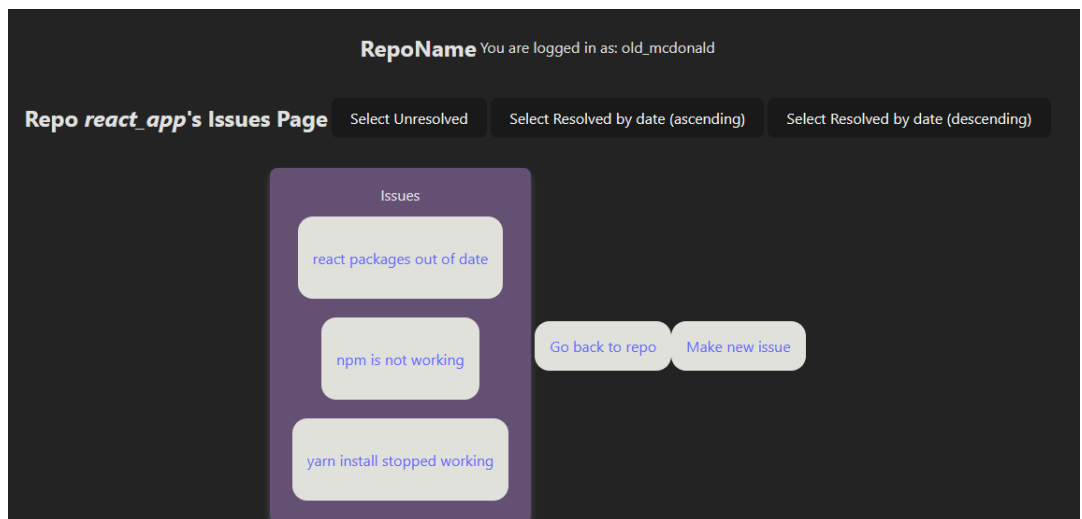 RepoName You are logged in as: old_mcdonald
Repo react_app's Issues Page Select Unresolved Select Resolved by date (ascending) Select Resolved by date (descending)
Issues
react packages out of date
npm is not working
Go back to repo Make new issue
yarn install stopped working